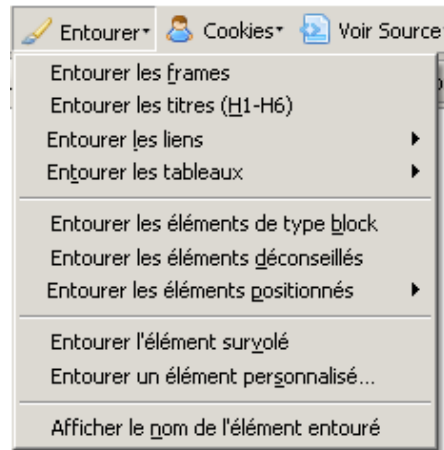 Entourer Cookies Voir Source
Entourer les frames
Entourer les titres (H1-H6)
Entourer les liens
Entourer les tableaux
Entourer les éléments de type block
Entourer les éléments déconseillés
Entourer les éléments positionnés
Entourer l'élément survolé
Entourer un élément personnalisé...
Afficher le nom de l'élément entouré